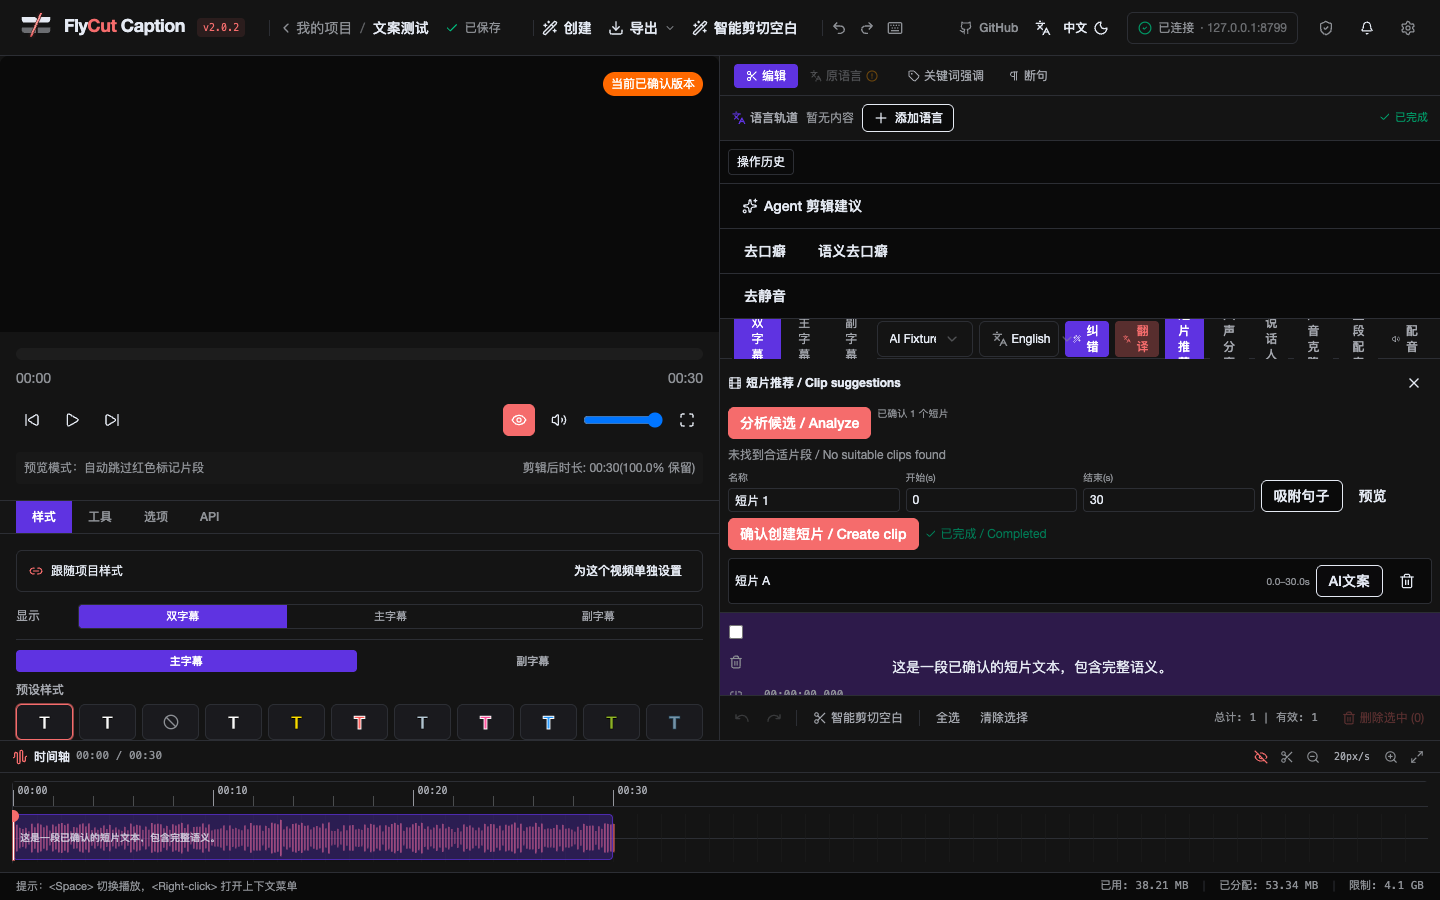 FlyCut Caption v2.0.2 我的项目 / 文案测试 已保存 创建 导出 智能剪切空白 GitHub 中文 已连接 · 127.0.0.1:8799
当前已确认版本
00:00 00:30
预览模式：自动跳过红色标记片段 剪辑后时长: 00:30(100.0% 保留)
样式 工具 选项 API
跟随项目样式 为这个视频单独设置
显示 双字幕 主字幕 副字幕
主字幕 副字幕
预设样式
T T T T T T T T T T
编辑 原语言 关键词强调 断句
语言轨道 暂无内容 添加语言 已完成
操作历史
Agent 剪辑建议
去口癖 语义去口癖
去静音
双字幕 主字幕 副字幕 AI Fixture English 纠错 翻译 配音
短片推荐 / Clip suggestions
分析候选 / Analyze 已确认 1 个短片
未找到合适片段 / No suitable clips found
名称 开始(s) 结束(s)
短片 1 0 30 吸附句子 预览
确认创建短片 / Create clip 已完成 / Completed
短片 A 0.0–30.0s AI文案
这是一段已确认的短片文本，包含完整语义。
00:00:00.000
智能剪切空白 全选 清除选择 总计: 1 | 有效: 1 删除选中 (0)
时间轴 00:00 / 00:30 20px/s
00:00 00:10 00:20 00:30
这是一段已确认的短片文本，包含完整语义。
提示：<Space> 切换播放，<Right-click> 打开上下文菜单 已用: 38.21 MB 已分配: 53.34 MB 限制: 4.1 GB